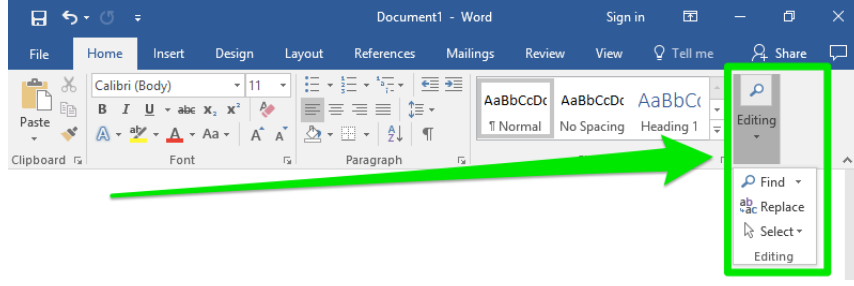 Document1 - Word
Sign in
File Home Insert Design Layout References Mailings Review View Tell me Share
Calibri (Body) 11
B I U abc X₂ X²
Aa A A
Paste
AaBbCcDc AaBbCcDc AaBbCc
¶ Normal No Spacing Heading 1
Editing
Clipboard Font Paragraph
Find
Replace
Select
Editing